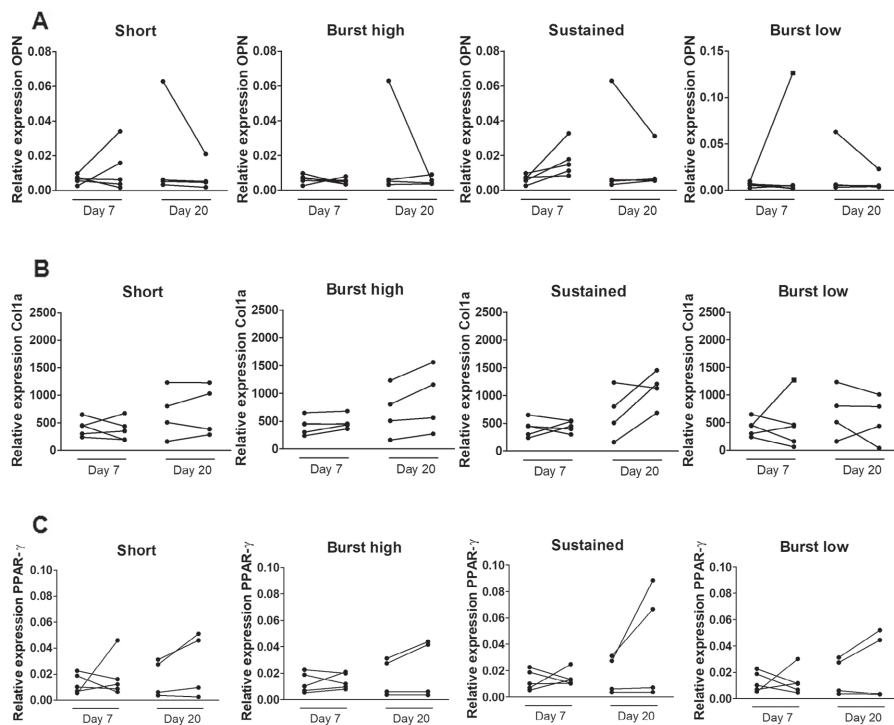 A
Short
Burst high
Sustained
Burst low
Relative expression OPN
0.08
0.06
0.04
0.02
0.00
Day 7
Day 20
Relative expression OPN
0.08
0.06
0.04
0.02
0.00
Day 7
Day 20
Relative expression OPN
0.08
0.06
0.04
0.02
0.00
Day 7
Day 20
Relative expression OPN
0.15
0.10
0.05
0.00
Day 7
Day 20
B
Short
Burst high
Sustained
Burst low
Relative expression Col1a
2500
2000
1500
1000
500
0
Day 7
Day 20
Relative expression Col1a
2500
2000
1500
1000
500
0
Day 7
Day 20
Relative expression Col1a
2500
2000
1500
1000
500
0
Day 7
Day 20
Relative expression Col1a
2500
2000
1500
1000
500
0
Day 7
Day 20
C
Short
Burst high
Sustained
Burst low
Relative expression PPAR-γ
0.10
0.08
0.06
0.04
0.02
0.00
Day 7
Day 20
Relative expression PPAR-γ
0.10
0.08
0.06
0.04
0.02
0.00
Day 7
Day 20
Relative expression PPAR-γ
0.10
0.08
0.06
0.04
0.02
0.00
Day 7
Day 20
Relative expression PPAR-γ
0.10
0.08
0.06
0.04
0.02
0.00
Day 7
Day 20